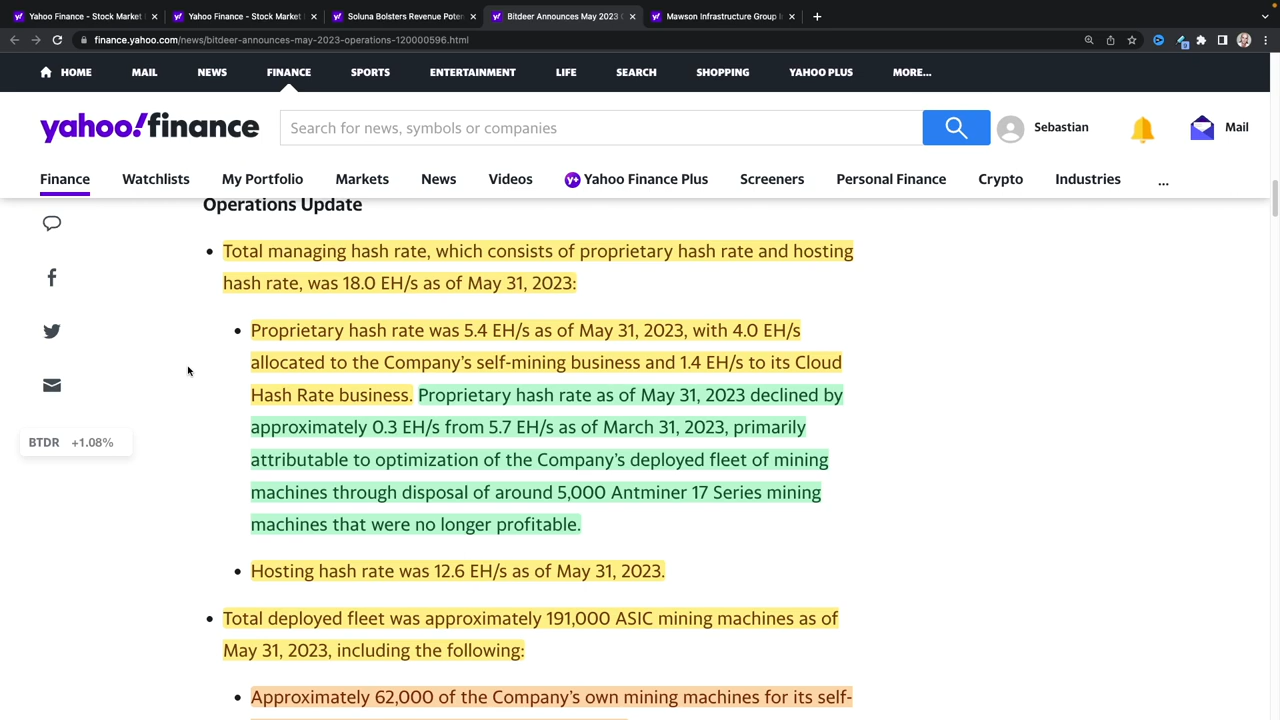 Yahoo Finance - Stock Market
Yahoo Finance - Stock Market
Soluna Bolsters Revenue Poten
Bitdeer Announces May 2023
Mawson Infrastructure Group
finance.yahoo.com/news/bitdeer-announces-may-2023-operations-120000596.html
HOME MAIL NEWS FINANCE SPORTS ENTERTAINMENT LIFE SEARCH SHOPPING YAHOO PLUS MORE...
yahoo!finance
Search for news, symbols or companies
Sebastian
Mail
Finance Watchlists My Portfolio Markets News Videos Y+ Yahoo Finance Plus Screeners Personal Finance Crypto Industries ...
Operations Update
• Total managing hash rate, which consists of proprietary hash rate and hosting
hash rate, was 18.0 EH/s as of May 31, 2023:
• Proprietary hash rate was 5.4 EH/s as of May 31, 2023, with 4.0 EH/s
allocated to the Company's self-mining business and 1.4 EH/s to its Cloud
Hash Rate business. Proprietary hash rate as of May 31, 2023 declined by
approximately 0.3 EH/s from 5.7 EH/s as of March 31, 2023, primarily
attributable to optimization of the Company's deployed fleet of mining
machines through disposal of around 5,000 Antminer 17 Series mining
machines that were no longer profitable.
• Hosting hash rate was 12.6 EH/s as of May 31, 2023.
• Total deployed fleet was approximately 191,000 ASIC mining machines as of
May 31, 2023, including the following:
• Approximately 62,000 of the Company's own mining machines for its self-
BTDR +1.08%